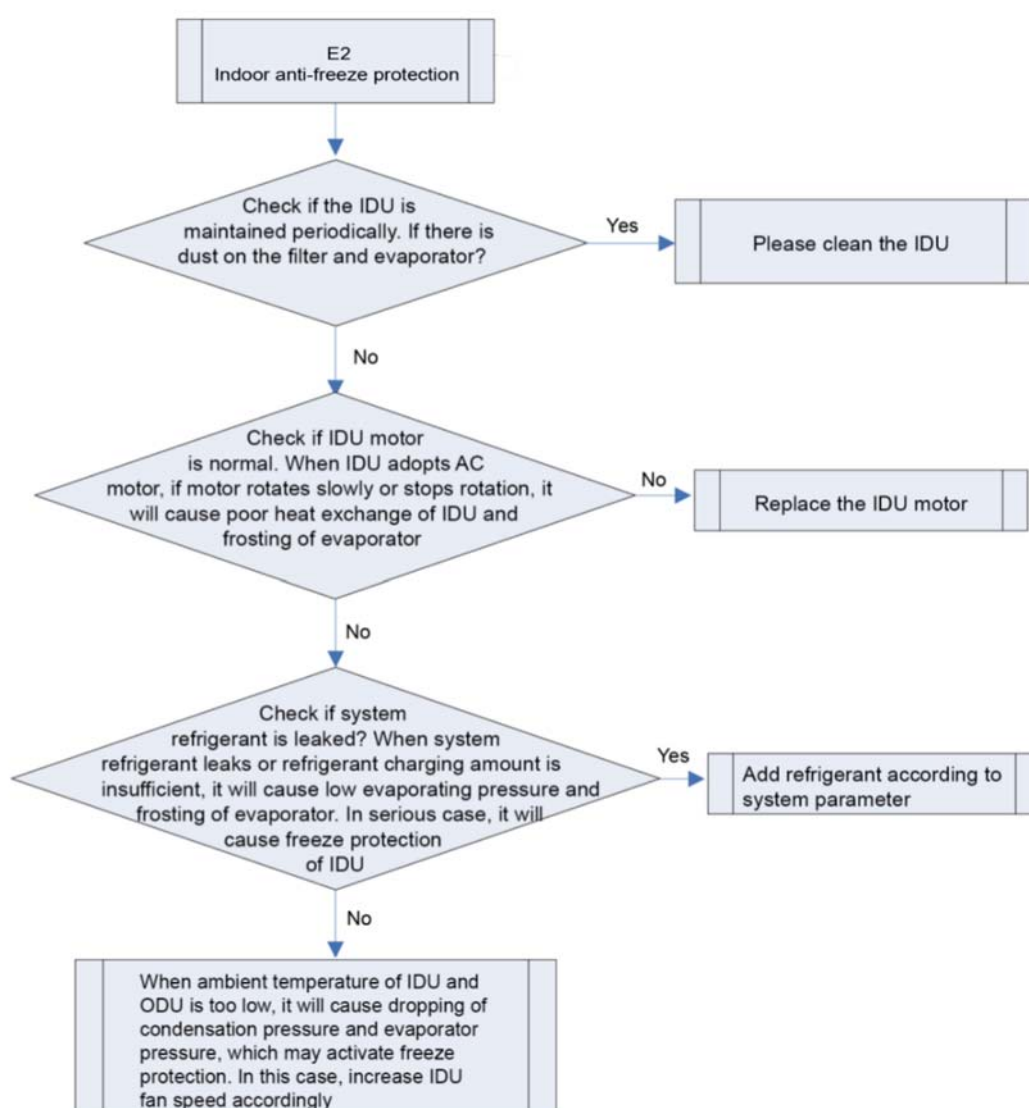 E2
Indoor anti-freeze protection
Check if the IDU is
maintained periodically. If there is
dust on the filter and evaporator?
Yes
Please clean the IDU
No
Check if IDU motor
is normal. When IDU adopts AC
motor, if motor rotates slowly or stops rotation, it
will cause poor heat exchange of IDU and
frosting of evaporator
No
Replace the IDU motor
No
Check if system
refrigerant is leaked? When system
refrigerant leaks or refrigerant charging amount is
insufficient, it will cause low evaporating pressure and
frosting of evaporator. In serious case, it will
cause freeze protection
of IDU
Yes
Add refrigerant according to
system parameter
No
When ambient temperature of IDU and
ODU is too low, it will cause dropping of
condensation pressure and evaporator
pressure, which may activate freeze
protection. In this case, increase IDU
fan speed accordingly